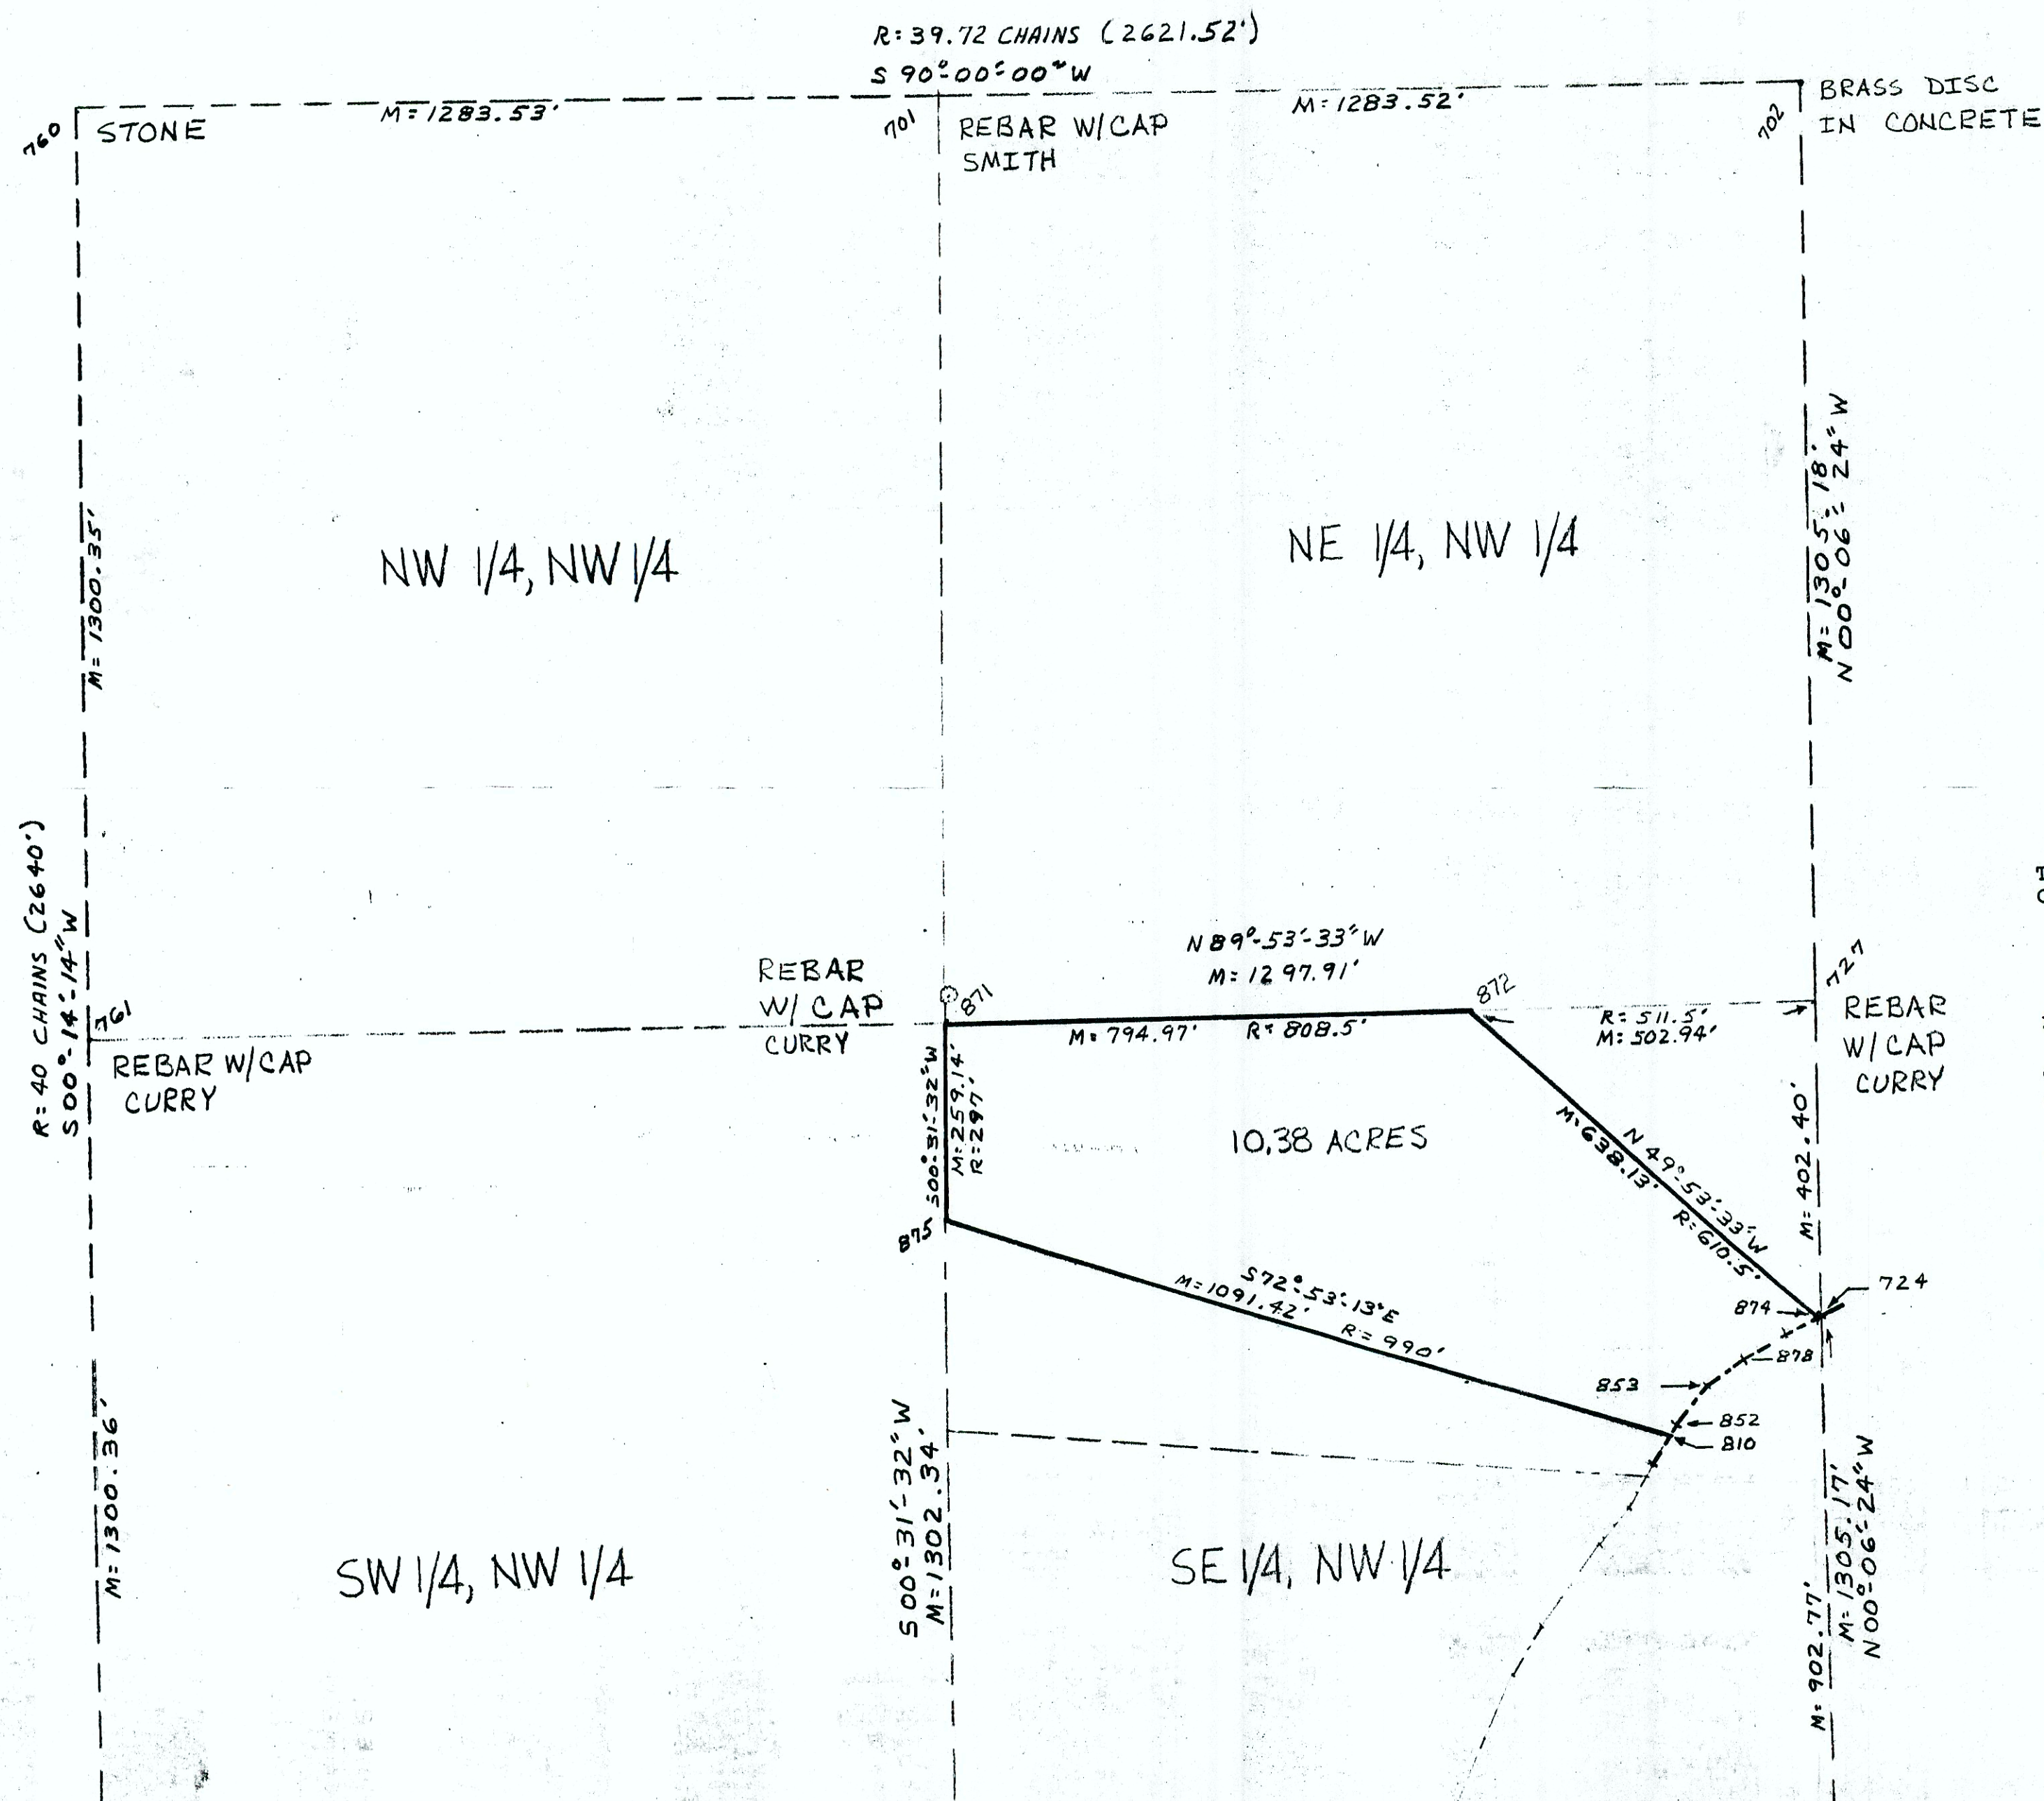 R: 39.72 CHAINS (2621.52')
S 90°-00'-00" W
M=1283.53'
M=1283.52'
BRASS DISC
IN CONCRETE
760
STONE
701
REBAR W/CAP
SMITH
702
M=1300.35'
NW 1/4, NW 1/4
NE 1/4, NW 1/4
M=1305.18'
N 00°-06'-24" W
R=40 CHAINS (2640')
S00°-14'-14" W
761
REBAR W/CAP
CURRY
REBAR
W/ CAP
CURRY
871
N 89°-53'-33" W
M=1297.91'
872
M=794.97' R=808.5'
R=511.5'
M=502.94'
727
REBAR
W/CAP
CURRY
S00°-31'-32" W
M=259.14'
R=297'
10.38 ACRES
N 49°-53'-33" W
M=638.13'
R=610.5'
M=402.40'
875
S72°-53'-13" E
M=1091.42'
R=990'
724
874
878
853
852
810
M=1300.36'
SW 1/4, NW 1/4
S00°-31'-32" W
M=1302.34'
SE 1/4, NW 1/4
M=902.77'
M=1305.17'
N00°-06'-24" W